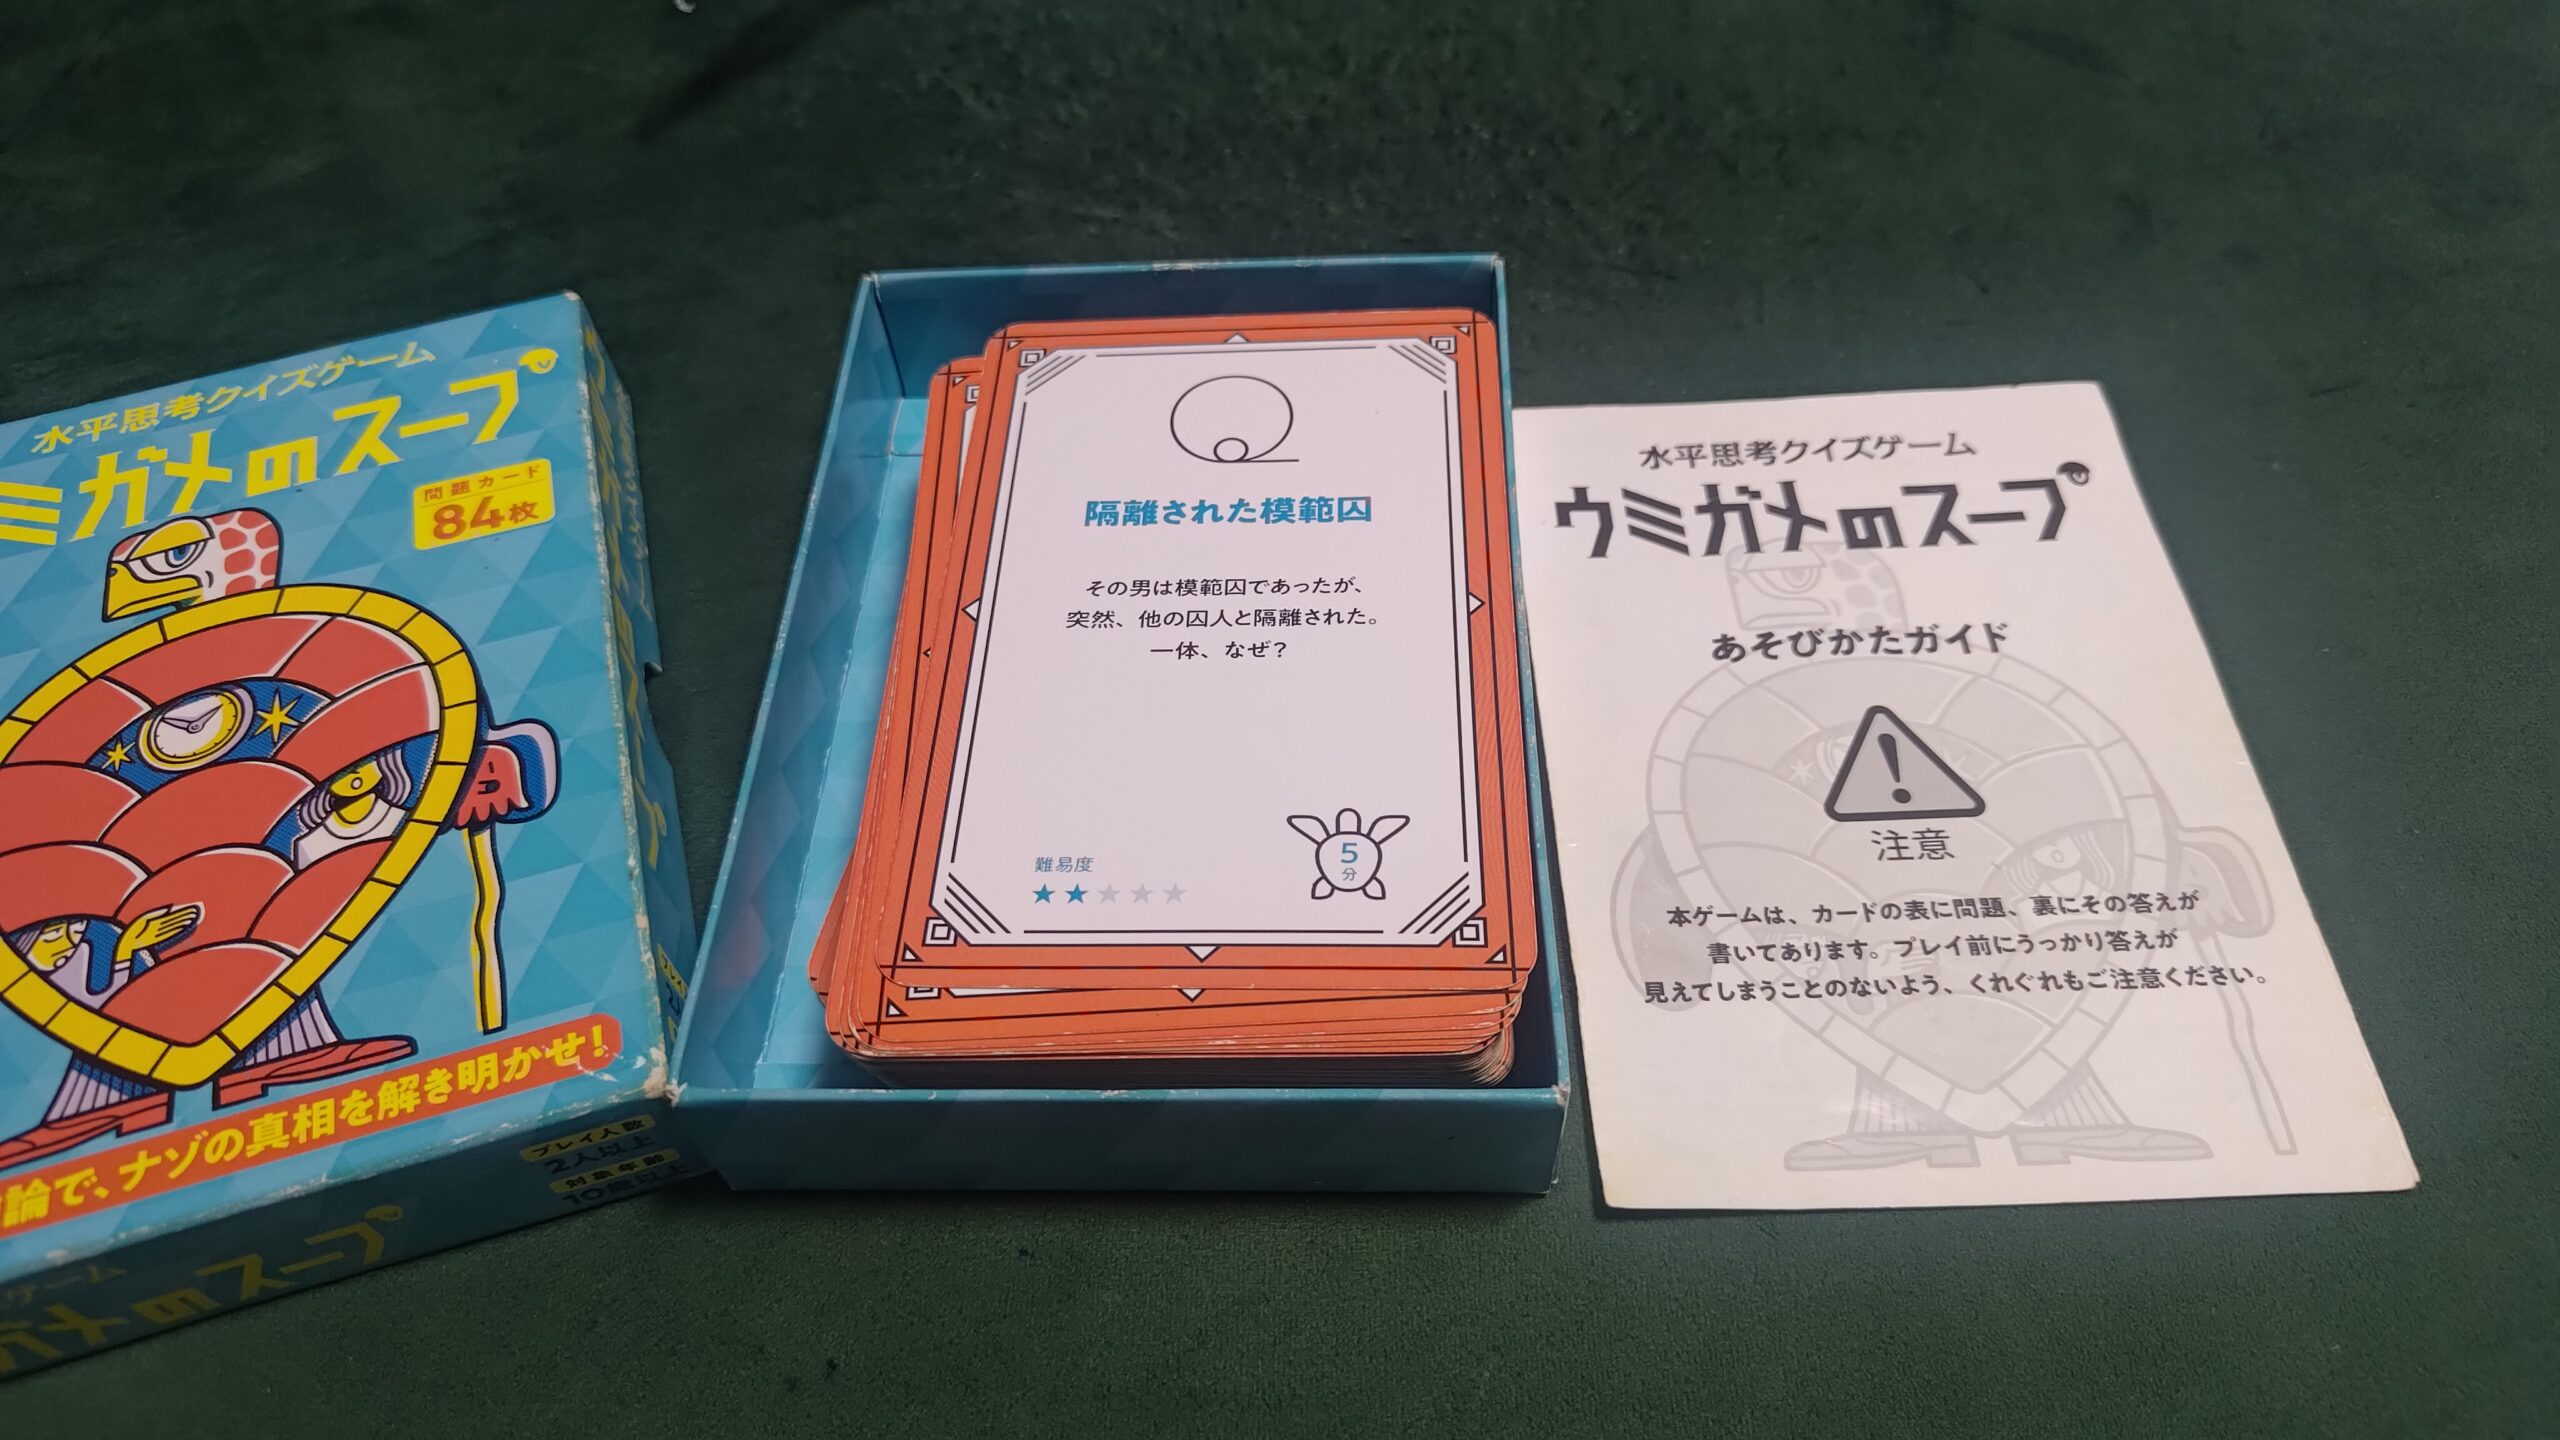 水平思考クイズゲーム
ミガメのスープ
問題カード
84枚
論で、ナゾの真相を解き明かせ!
プレイ人数
2人以上
対象年齢
10歳以上
ガメのスープ
隔離された模範囚
その男は模範囚であったが、
突然、他の囚人と隔離された。
一体、なぜ?
難易度
★★★★★
5
分
水平思考クイズゲーム
ウミガメのスープ
あそびかたガイド
!
注意
本ゲームは、カードの表に問題、裏にその答えが
書いてあります。プレイ前にうっかり答えが
見えてしまうことのないよう、くれぐれもご注意ください。